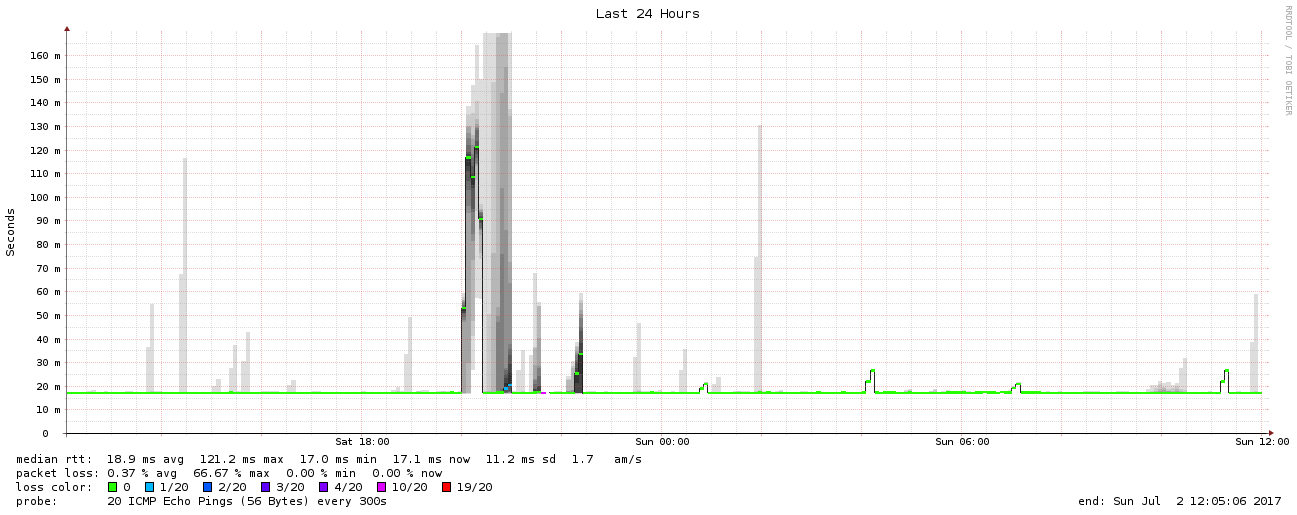 Last 24 Hours
RRDTOOL / TOBI OETIKER
Seconds
160 m
150 m
140 m
130 m
120 m
110 m
100 m
90 m
80 m
70 m
60 m
50 m
40 m
30 m
20 m
10 m
0
Sat 18:00 Sun 00:00 Sun 06:00 Sun 12:00
median rtt: 18.9 ms avg 121.2 ms max 17.0 ms min 17.1 ms now 11.2 ms sd 1.7 am/s
packet loss: 0.37 % avg 66.67 % max 0.00 % min 0.00 % now
loss color: 0 1/20 2/20 3/20 4/20 10/20 19/20
probe: 20 ICMP Echo Pings (56 Bytes) every 300s end: Sun Jul 2 12:05:06 2017